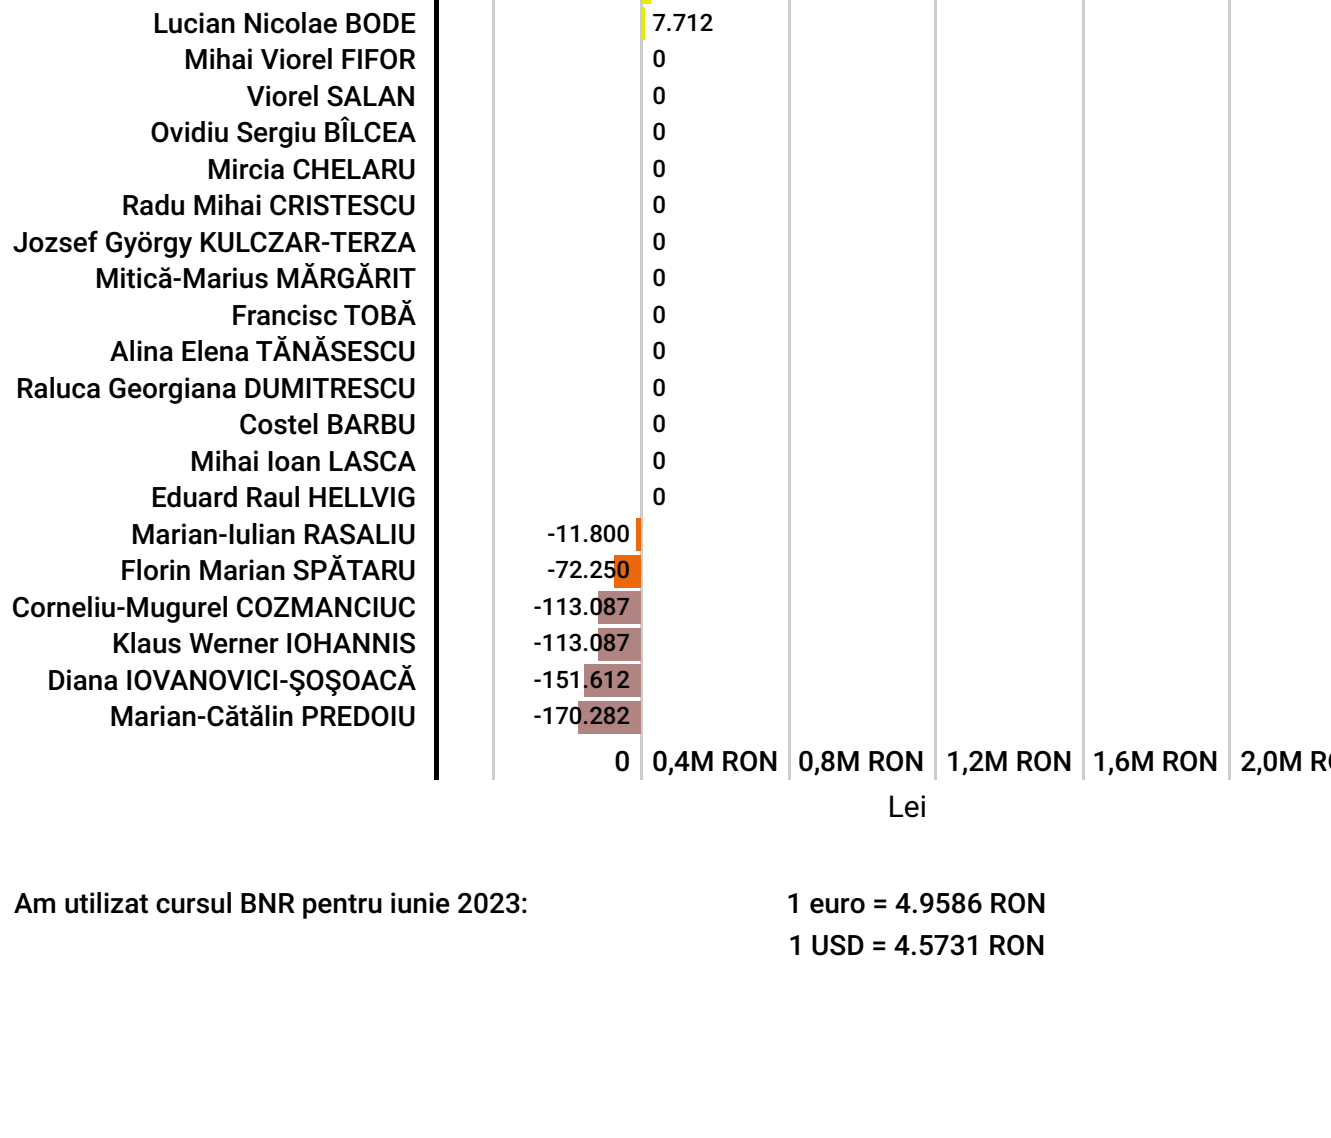 Lucian Nicolae BODE 7.712
Mihai Viorel FIFOR 0
Viorel SALAN 0
Ovidiu Sergiu BÎLCEA 0
Mircia CHELARU 0
Radu Mihai CRISTESCU 0
Jozsef György KULCZAR-TERZA 0
Mitică-Marius MĂRGĂRIT 0
Francisc TOBĂ 0
Alina Elena TĂNĂSESCU 0
Raluca Georgiana DUMITRESCU 0
Costel BARBU 0
Mihai Ioan LASCA 0
Eduard Raul HELLVIG 0
Marian-Iulian RASALIU -11.800
Florin Marian SPĂTARU -72.250
Corneliu-Mugurel COZMANCIUC -113.087
Klaus Werner IOHANNIS -113.087
Diana IOVANOVICI-ŞOŞOACĂ -151.612
Marian-Cătălin PREDOIU -170.282
0 0,4M RON 0,8M RON 1,2M RON 1,6M RON 2,0M
Lei
Am utilizat cursul BNR pentru iunie 2023: 1 euro = 4.9586 RON
1 USD = 4.5731 RON